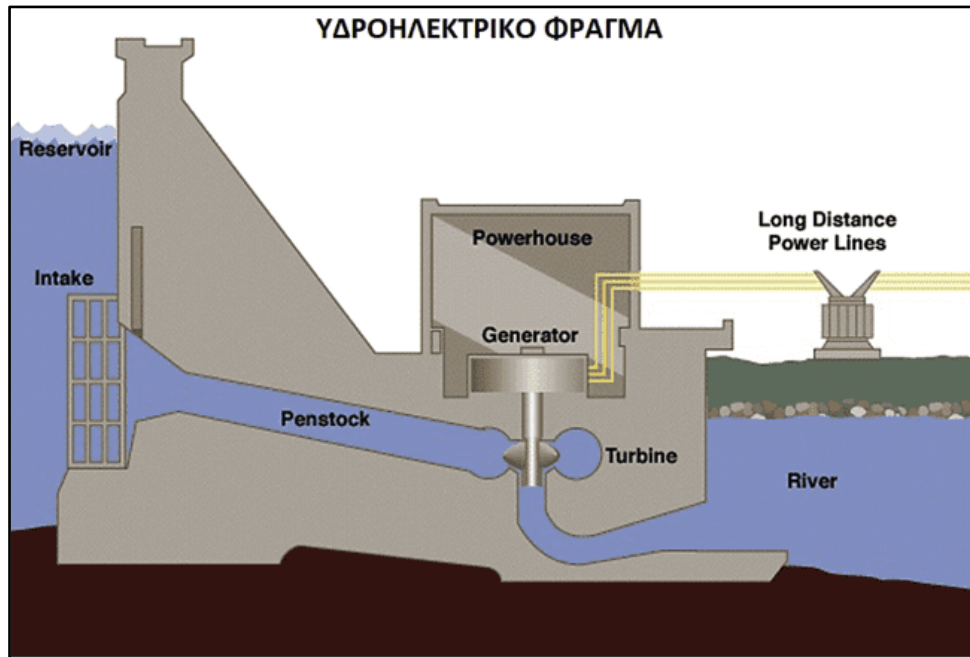 ΥΔΡΟΗΛΕΚΤΡΙΚΟ ΦΡΑΓΜΑ
Reservoir
Intake
Powerhouse
Long Distance
Power Lines
Generator
Penstock
Turbine
River